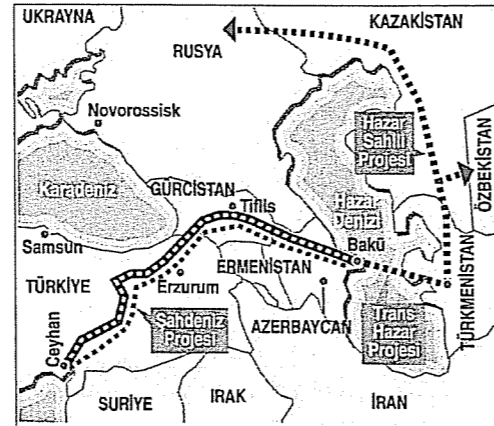 UKRAYNA
KAZAKİSTAN
RUSYA
Novorossisk
Hazar
Sahili
Projesi
ÖZBEKİSTAN
Karadeniz
GÜRCİSTAN
Tiflis
Hazar
Denizi
Samsun
Bakü
ERMENİSTAN
TÜRKİYE
Erzurum
TÜRKMENİSTAN
AZERBAYCAN
Trans
Hazar
Projesi
Şahdeniz
Projesi
Ceyhan
SURİYE
IRAK
İRAN